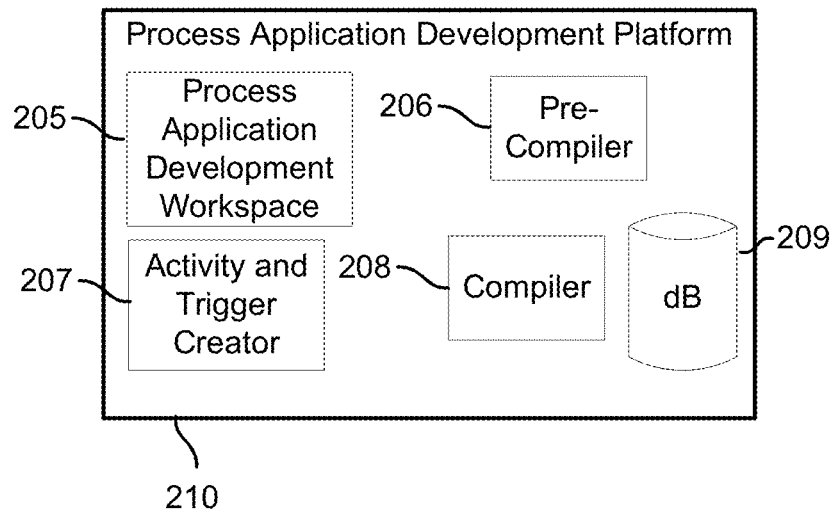 Process Application Development Platform
205
Process
Application
Development
Workspace
206
Pre-
Compiler
207
Activity and
Trigger
Creator
208
Compiler
209
dB
210